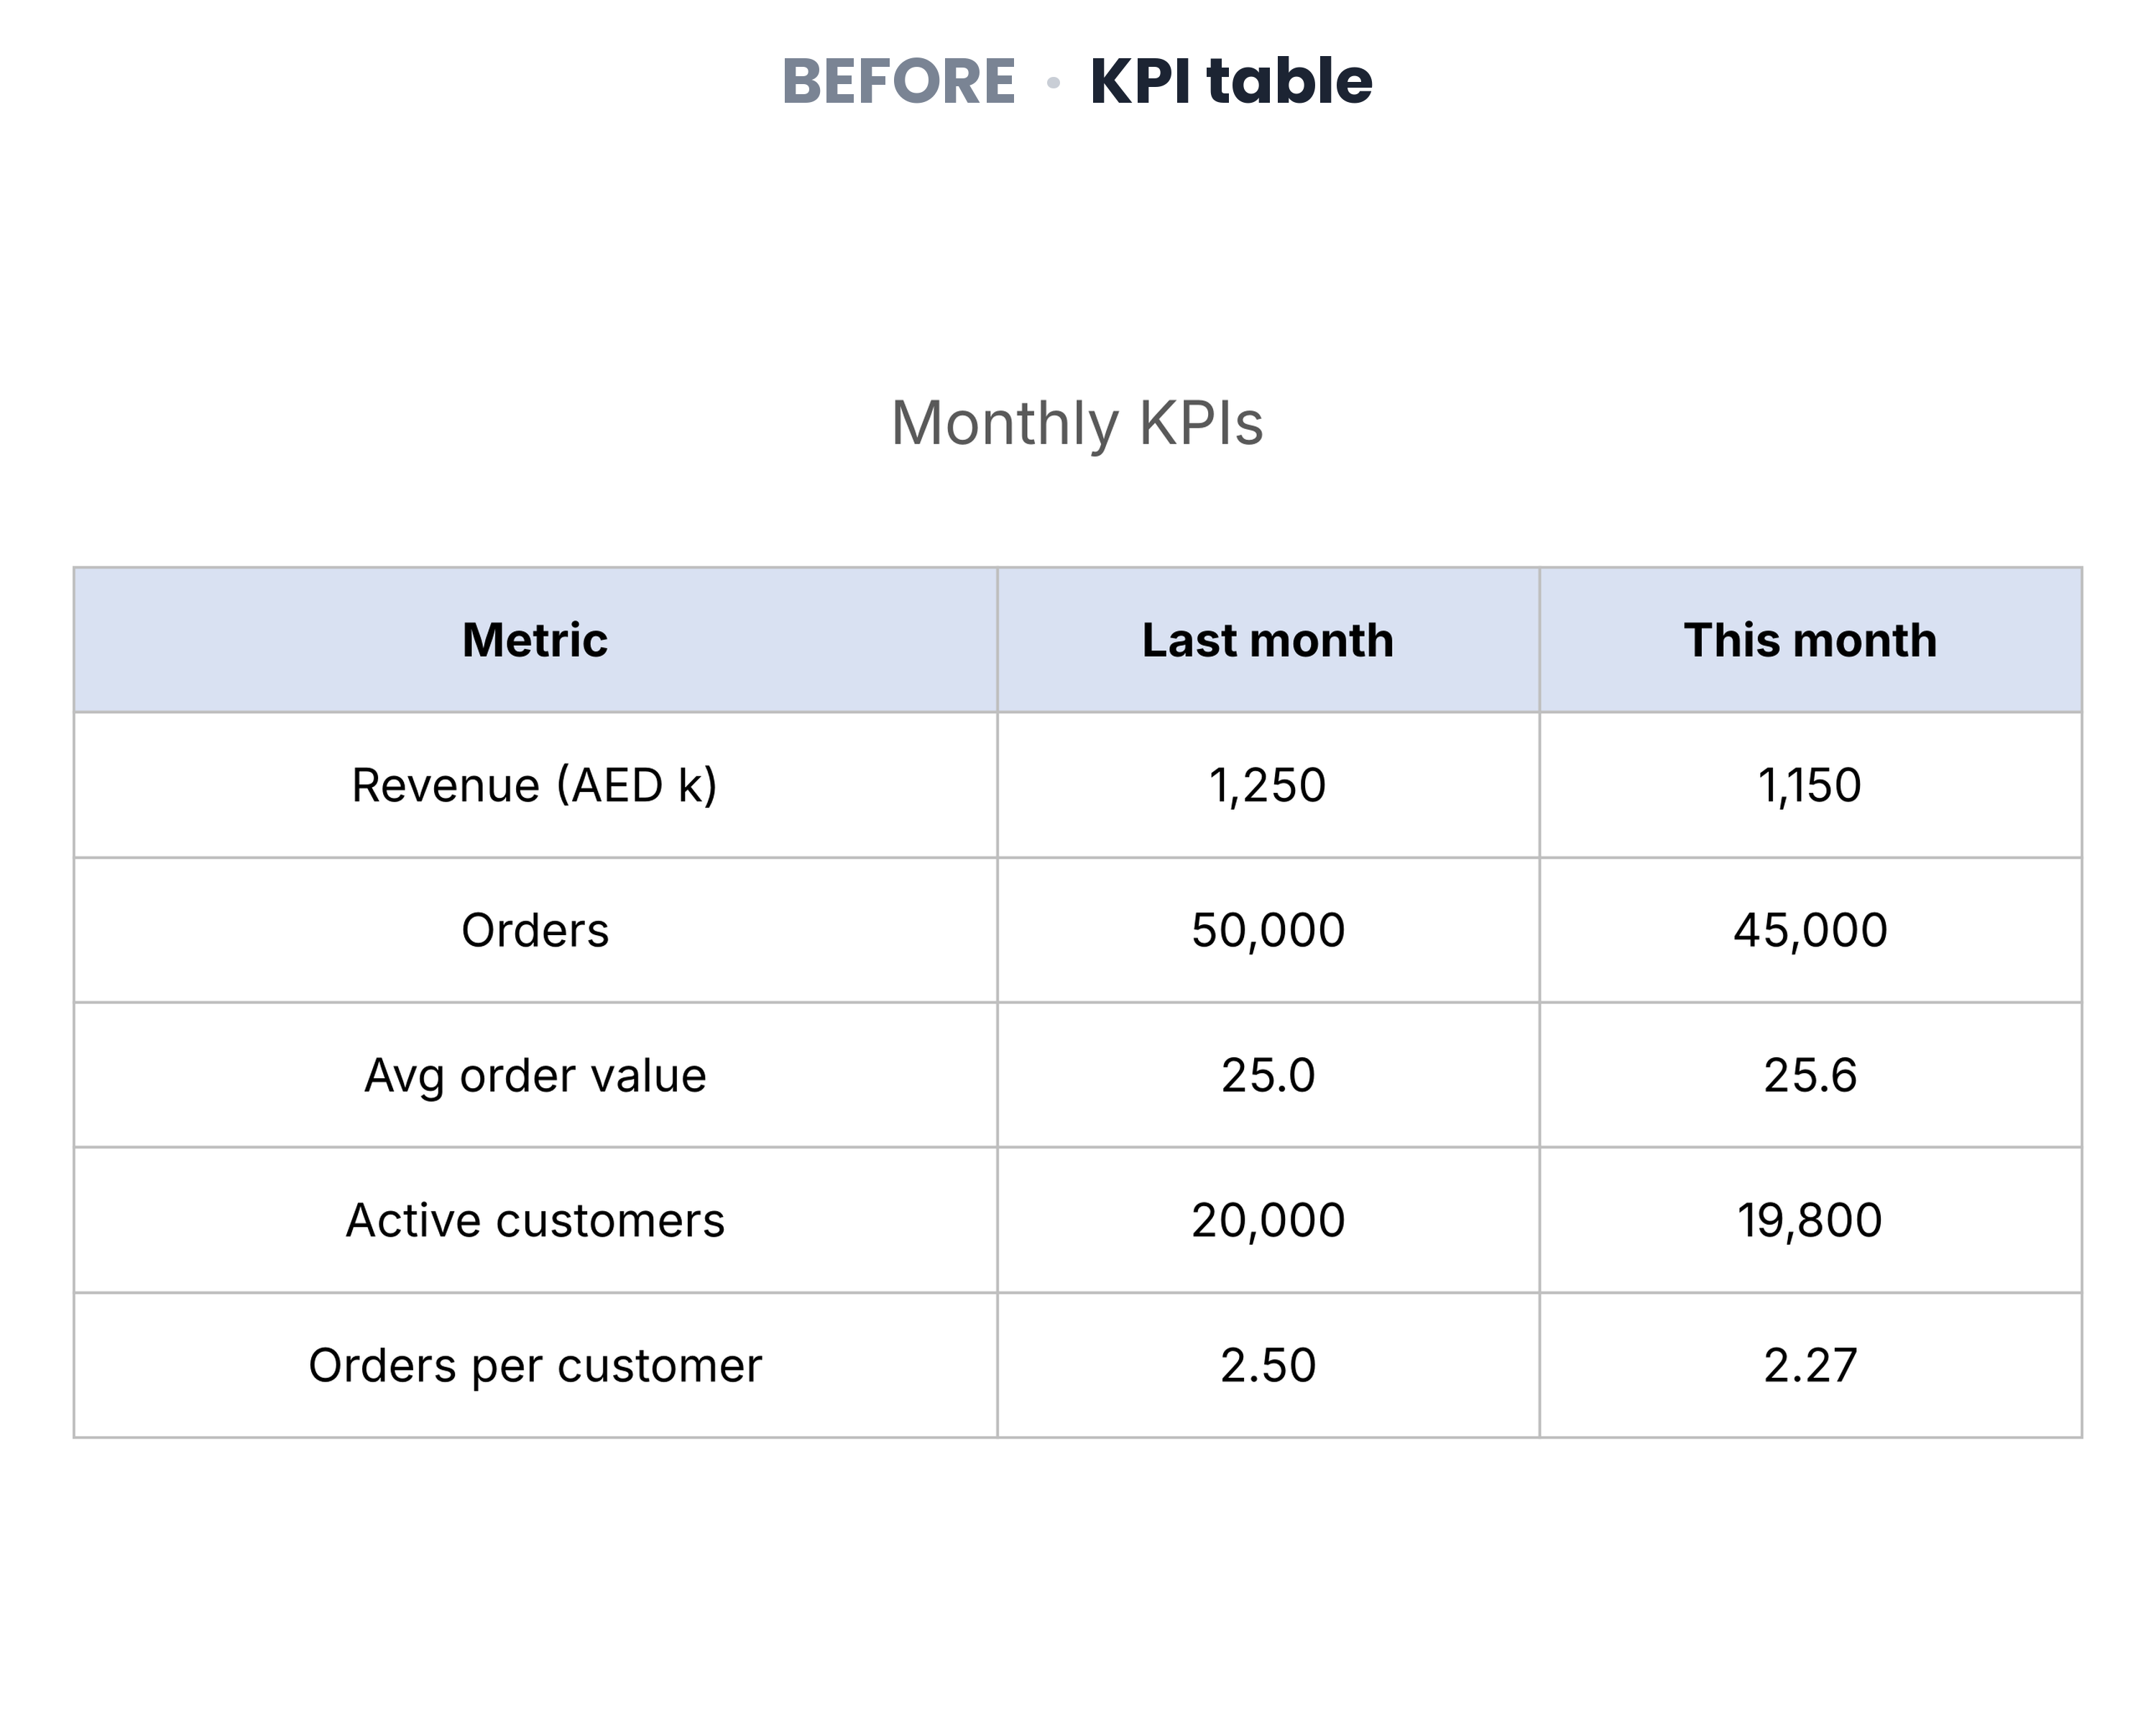 BEFORE • KPI table
Monthly KPIs
Metric Last month This month
Revenue (AED k) 1,250 1,150
Orders 50,000 45,000
Avg order value 25.0 25.6
Active customers 20,000 19,800
Orders per customer 2.50 2.27